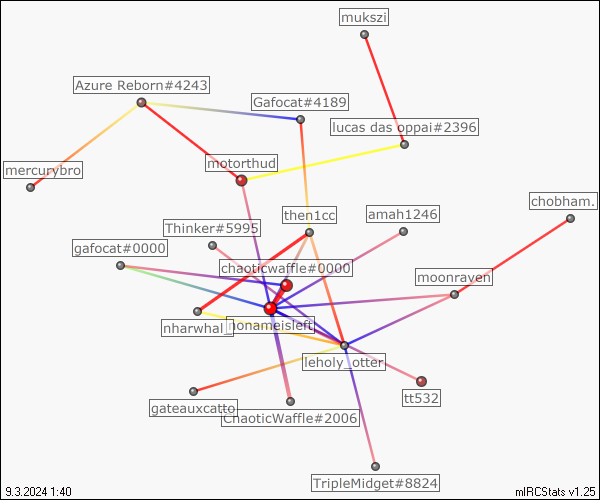 mukszi
Azure Reborn#4243
Gafocat#4189
lucas das oppai#2396
mercurybro
motorthud
chobham.
then1cc
amah1246
Thinker#5995
gafocat#0000
chaoticwaffle#0000
moonraven
nharwhal_
nonameisleft
leholy_otter
tt532
gateauxcatto
ChaoticWaffle#2006
TripleMidget#8824
9.3.2024 1:40
mIRCStats v1.25